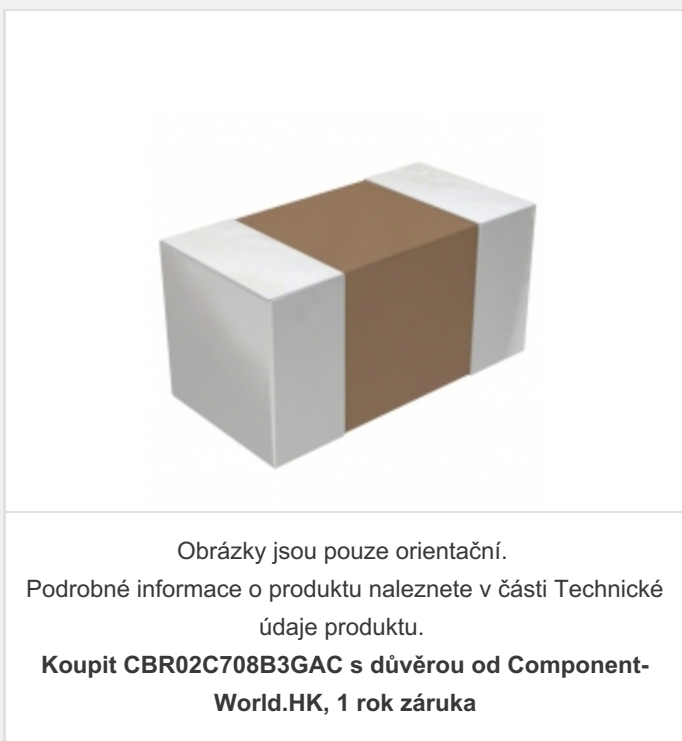 Obrázky jsou pouze orientační.
Podrobné informace o produktu naleznete v části Technické
údaje produktu.
Koupit CBR02C708B3GAC s důvěrou od Component-
World.HK, 1 rok záruka